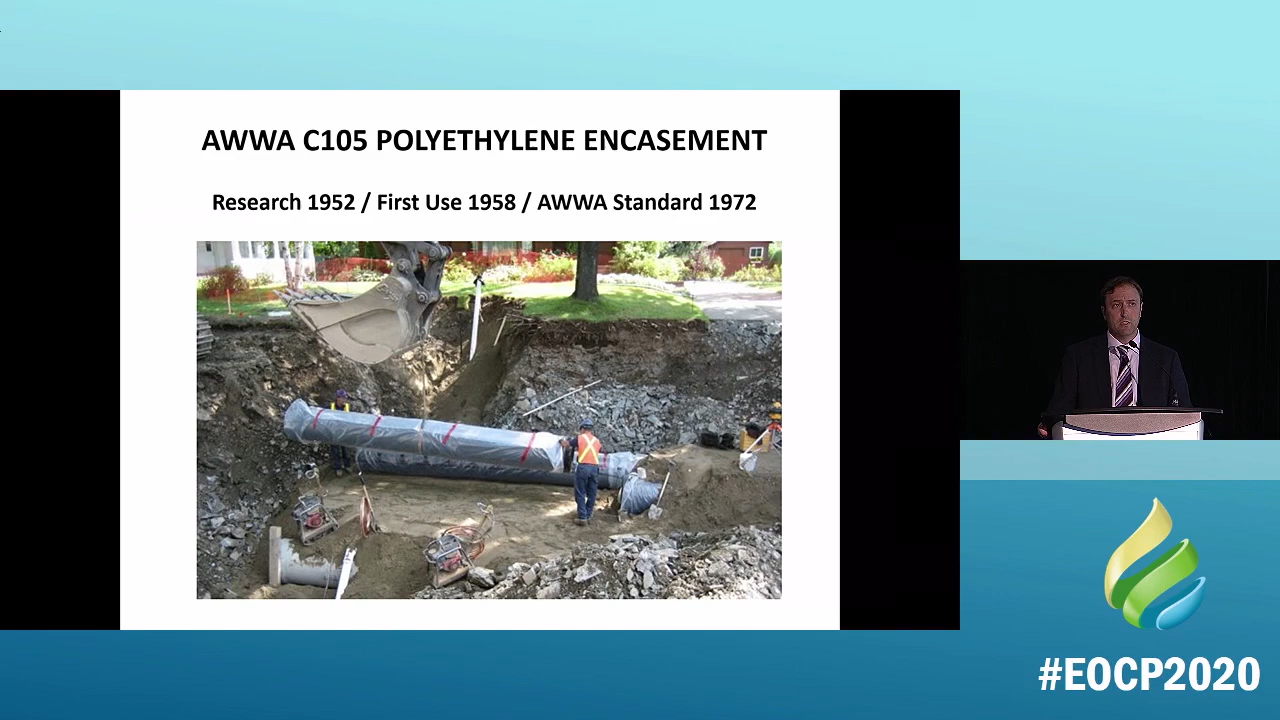 AWWA C105 POLYETHYLENE ENCASEMENT
Research 1952 / First Use 1958 / AWWA Standard 1972
#EOCP2020